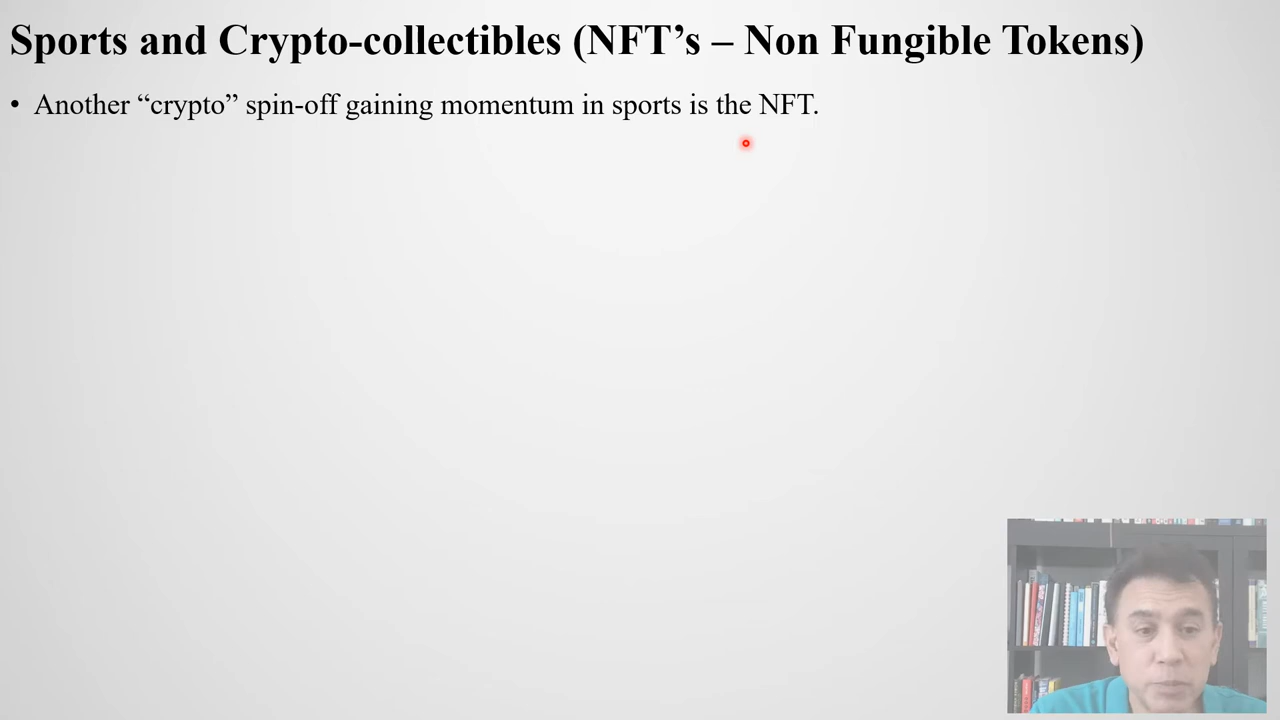 Sports and Crypto-collectibles (NFT’s – Non Fungible Tokens)
• Another “crypto” spin-off gaining momentum in sports is the NFT.